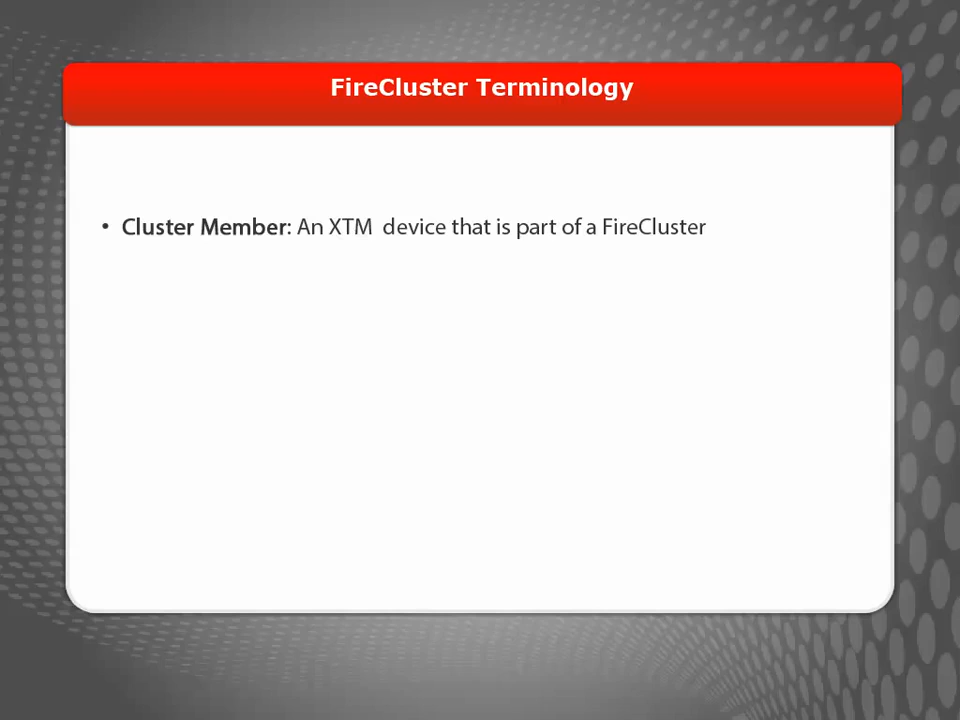 FireCluster Terminology
• Cluster Member: An XTM  device that is part of a FireCluster